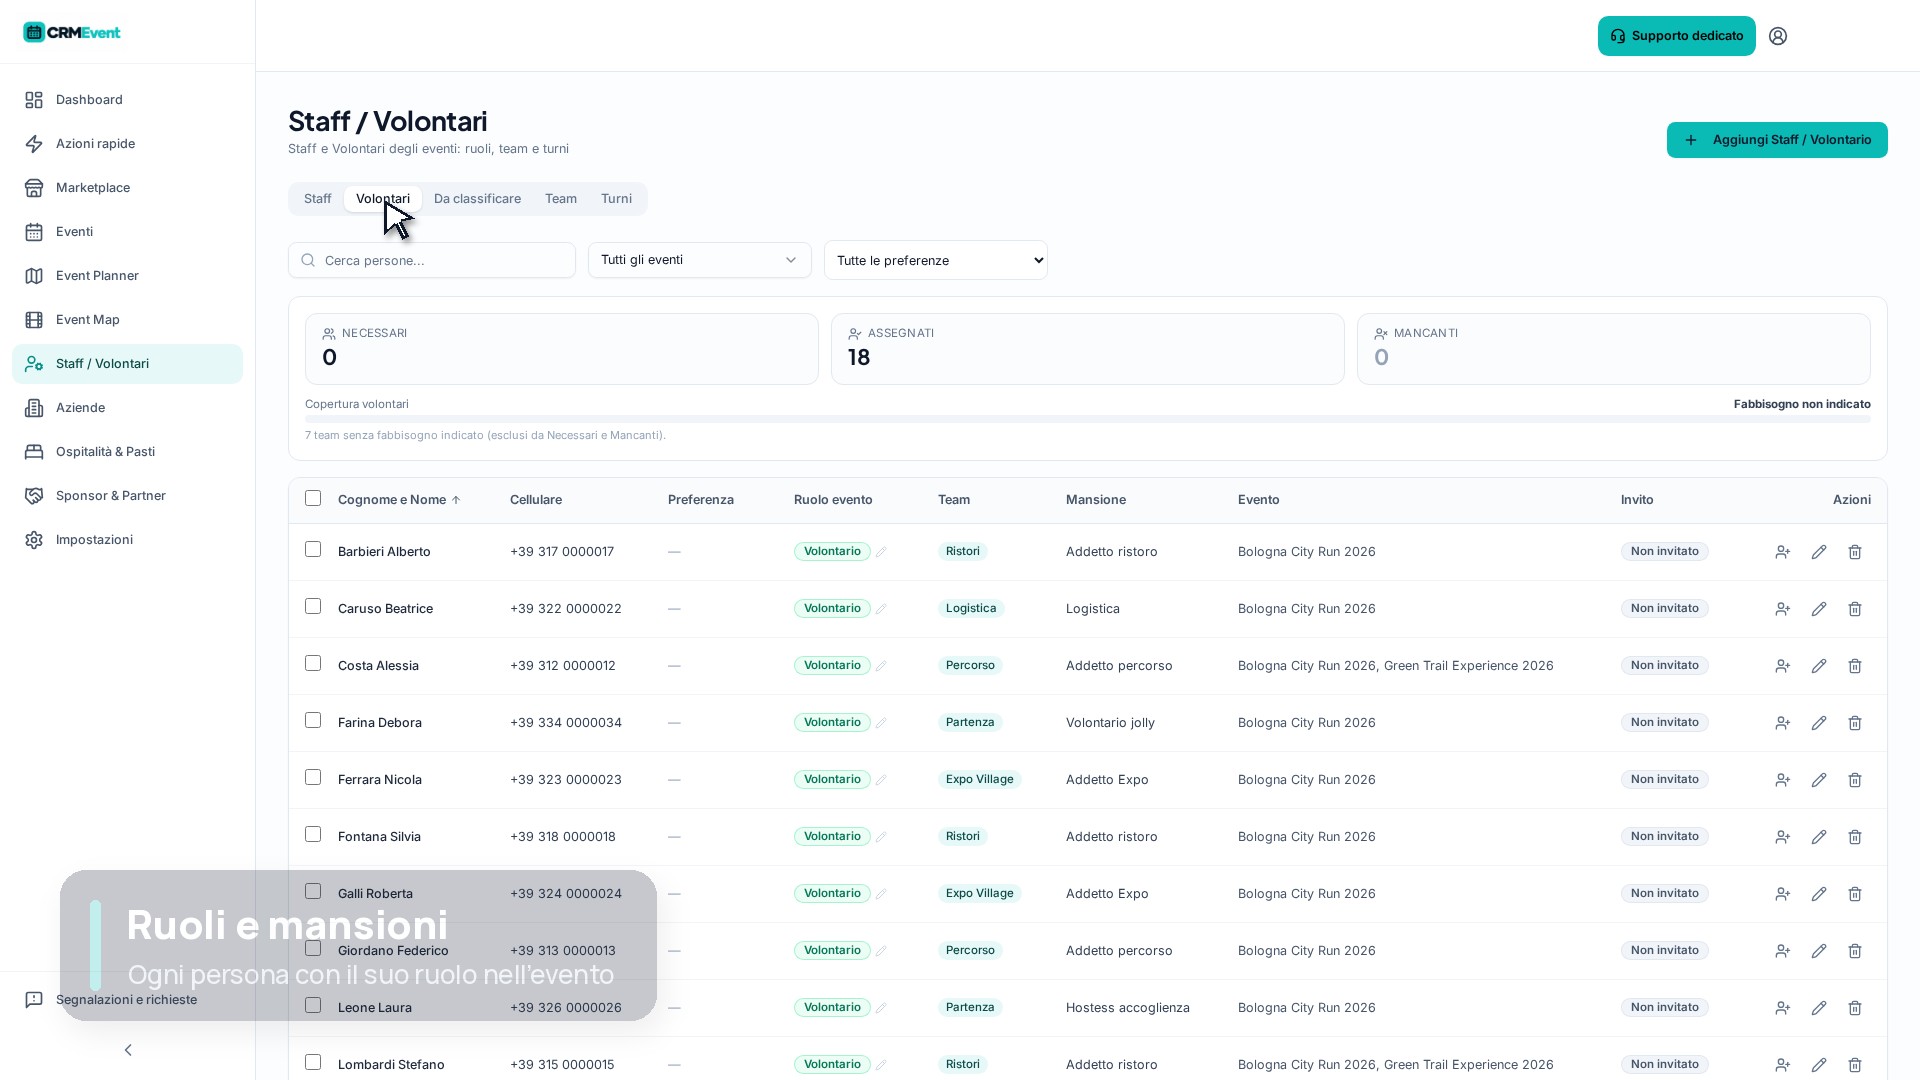 CRMEvent
Supporto dedicato
Dashboard
Azioni rapide
Marketplace
Eventi
Event Planner
Event Map
Staff / Volontari
Aziende
Ospitalità & Pasti
Sponsor & Partner
Impostazioni
Segnalazioni e richieste
Staff / Volontari
Staff e Volontari degli eventi: ruoli, team e turni
Aggiungi Staff / Volontario
Staff Volontari Da classificare Team Turni
Cerca persone... Tutti gli eventi Tutte le preferenze
NECESSARI ASSEGNATI MANCANTI
0 18 0
Copertura volontari Fabbisogno non indicato
7 team senza fabbisogno indicato (esclusi da Necessari e Mancanti).
Cognome e Nome Cellulare Preferenza Ruolo evento Team Mansione Evento Invito Azioni
Barbieri Alberto +39 317 0000017 — Volontario Ristori Addetto ristoro Bologna City Run 2026 Non invitato
Caruso Beatrice +39 322 0000022 — Volontario Logistica Logistica Bologna City Run 2026 Non invitato
Costa Alessia +39 312 0000012 — Volontario Percorso Addetto percorso Bologna City Run 2026, Green Trail Experience 2026 Non invitato
Farina Debora +39 334 0000034 — Volontario Partenza Volontario jolly Bologna City Run 2026 Non invitato
Ferrara Nicola +39 323 0000023 — Volontario Expo Village Addetto Expo Bologna City Run 2026 Non invitato
Fontana Silvia +39 318 0000018 — Volontario Ristori Addetto ristoro Bologna City Run 2026 Non invitato
Galli Roberta +39 324 0000024 — Volontario Expo Village Addetto Expo Bologna City Run 2026 Non invitato
Giordano Federico +39 313 0000013 — Volontario Percorso Addetto percorso Bologna City Run 2026 Non invitato
Leone Laura +39 326 0000026 — Volontario Partenza Hostess accoglienza Bologna City Run 2026 Non invitato
Lombardi Stefano +39 315 0000015 — Volontario Ristori Addetto ristoro Bologna City Run 2026, Green Trail Experience 2026 Non invitato
Ruoli e mansioni
Ogni persona con il suo ruolo nell'evento